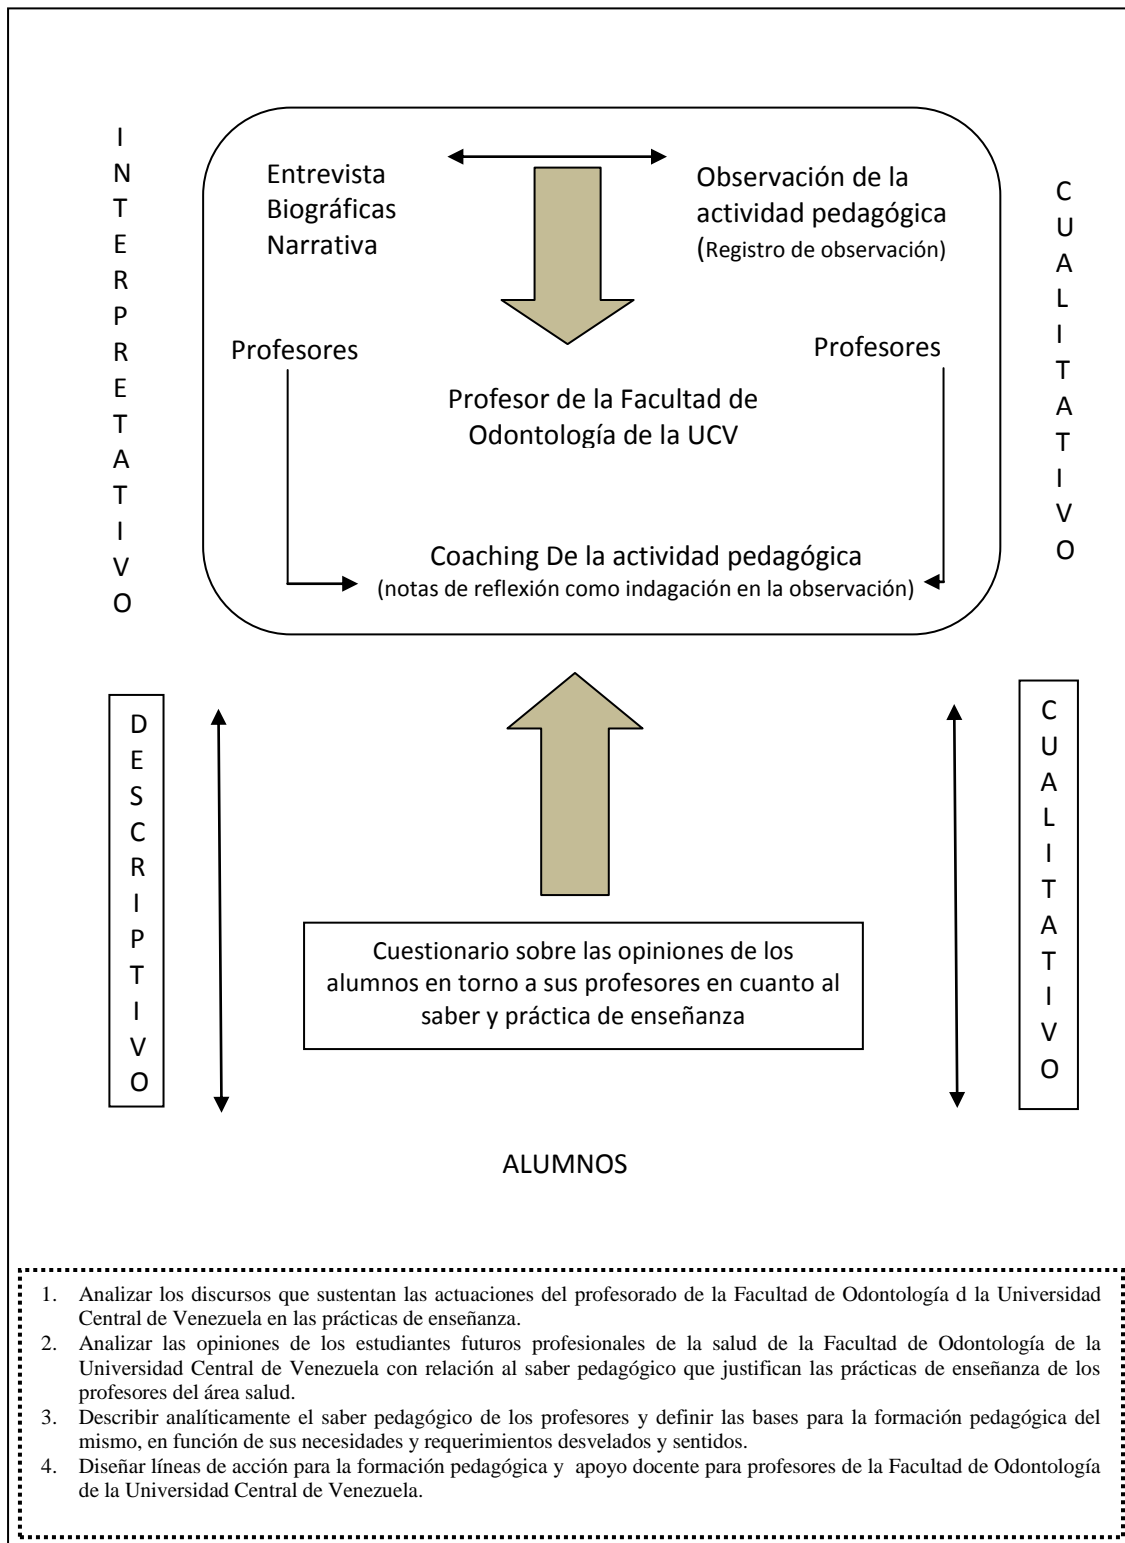 INTERPRETATIVO
Entrevista
Biográficas
Narrativa
Observación de la
actividad pedagógica
(Registro de observación)
CUALITATIVO
Profesores
Profesores
Profesor de la Facultad de
Odontología de la UCV
Coaching De la actividad pedagógica
(notas de reflexión como indagación en la observación)
DESCRIPTIVO
CUALITATIVO
Cuestionario sobre las opiniones de los
alumnos en torno a sus profesores en cuanto al
saber y práctica de enseñanza
ALUMNOS
1. Analizar los discursos que sustentan las actuaciones del profesorado de la Facultad de Odontología d la Universidad
Central de Venezuela en las prácticas de enseñanza.
2. Analizar las opiniones de los estudiantes futuros profesionales de la salud de la Facultad de Odontología de la
Universidad Central de Venezuela con relación al saber pedagógico que justifican las prácticas de enseñanza de los
profesores del área salud.
3. Describir analíticamente el saber pedagógico de los profesores y definir las bases para la formación pedagógica del
mismo, en función de sus necesidades y requerimientos desvelados y sentidos.
4. Diseñar líneas de acción para la formación pedagógica y apoyo docente para profesores de la Facultad de Odontología
de la Universidad Central de Venezuela.